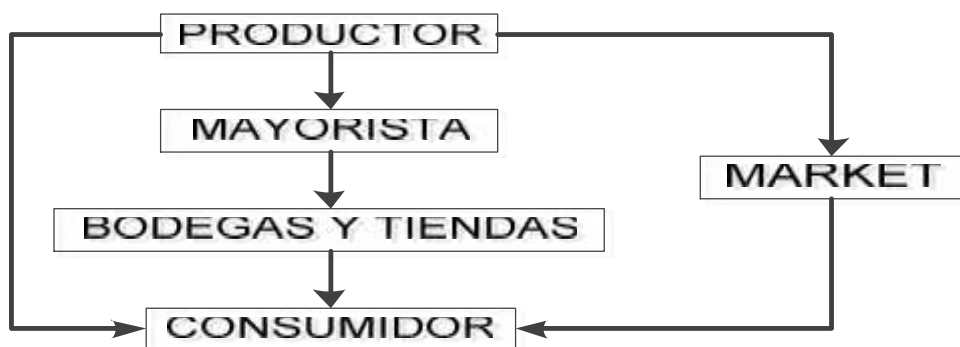 PRODUCTOR
MAYORISTA
MARKET
BODEGAS Y TIENDAS
CONSUMIDOR